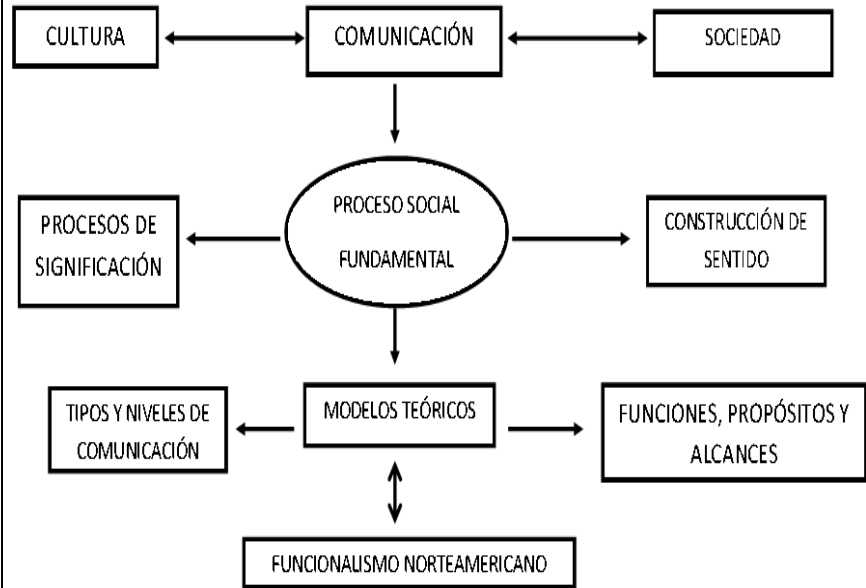 CULTURA
COMUNICACIÓN
SOCIEDAD
PROCESO SOCIAL
FUNDAMENTAL
PROCESOS DE
SIGNIFICACIÓN
CONSTRUCCIÓN DE
SENTIDO
TIPOS Y NIVELES DE
COMUNICACIÓN
MODELOS TEÓRICOS
FUNCIONES, PROPÓSITOS Y
ALCANCES
FUNCIONALISMO NORTEAMERICANO